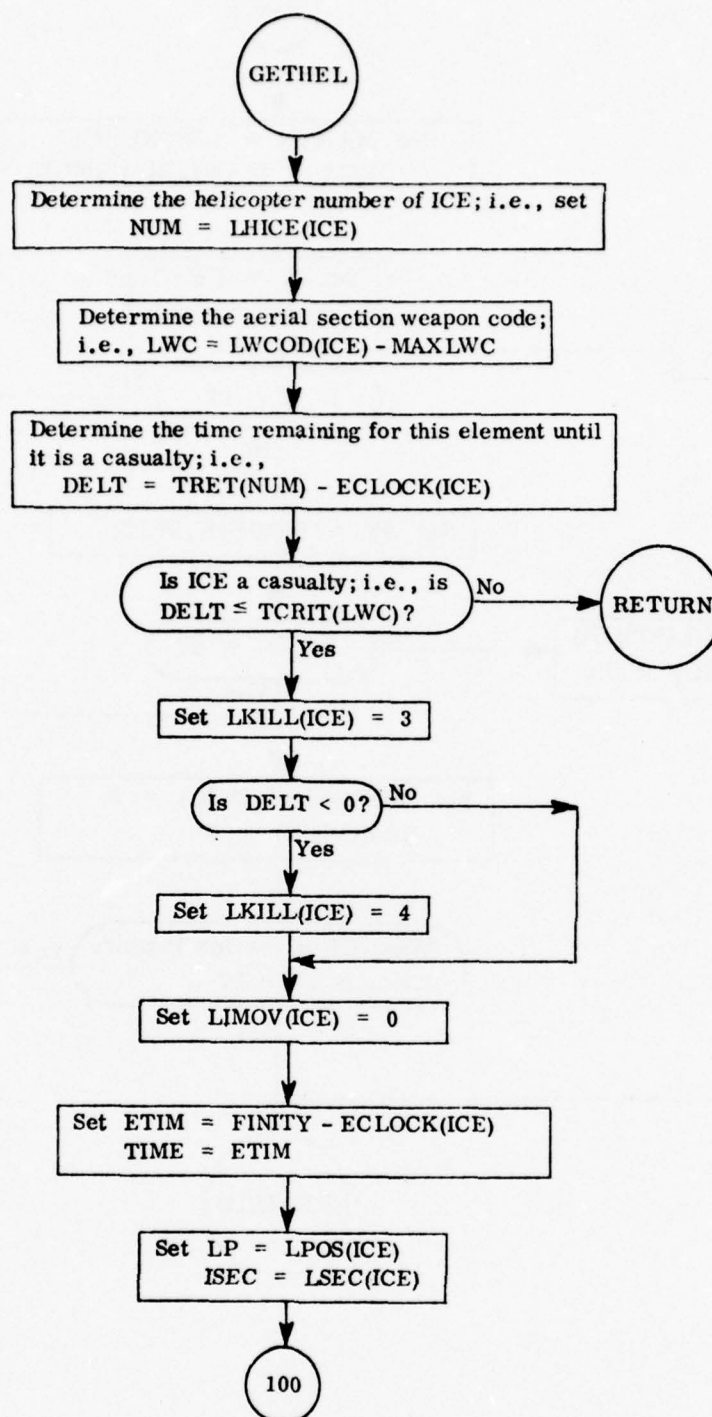 GETHEL
Determine the helicopter number of ICE; i.e., set
NUM = LHICE(ICE)
Determine the aerial section weapon code;
i.e., LWC = LWCOD(ICE) - MAXLWC
Determine the time remaining for this element until
it is a casualty; i.e.,
DELT = TRET(NUM) - ECLOCK(ICE)
Is ICE a casualty; i.e., is
DELT ≤ TCRIT(LWC)?
No
RETURN
Yes
Set LKILL(ICE) = 3
Is DELT < 0?
No
Yes
Set LKILL(ICE) = 4
Set LIMOV(ICE) = 0
Set ETIM = FINITY - ECLOCK(ICE)
TIME = ETIM
Set LP = LPOS(ICE)
ISEC = LSEC(ICE)
100